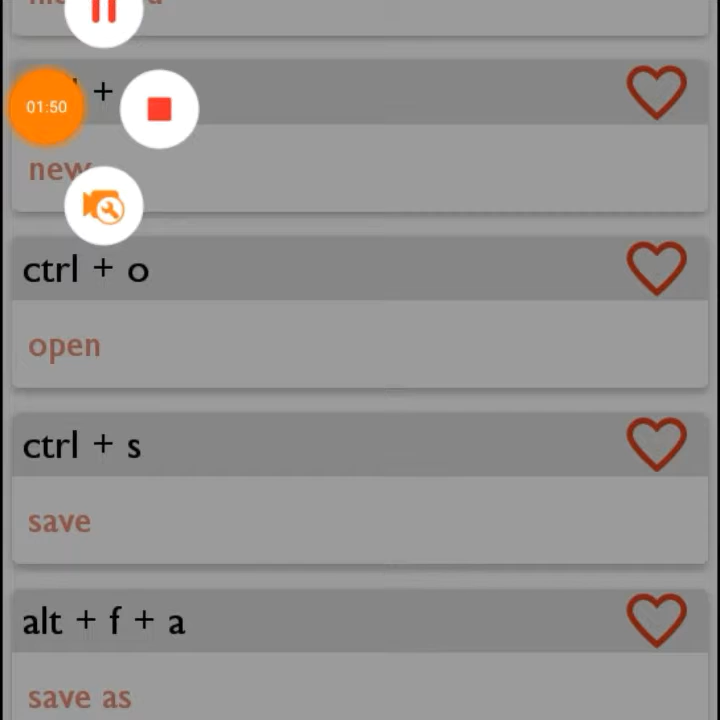 +
01:50
new
ctrl + o
open
ctrl + s
save
alt + f + a
save as